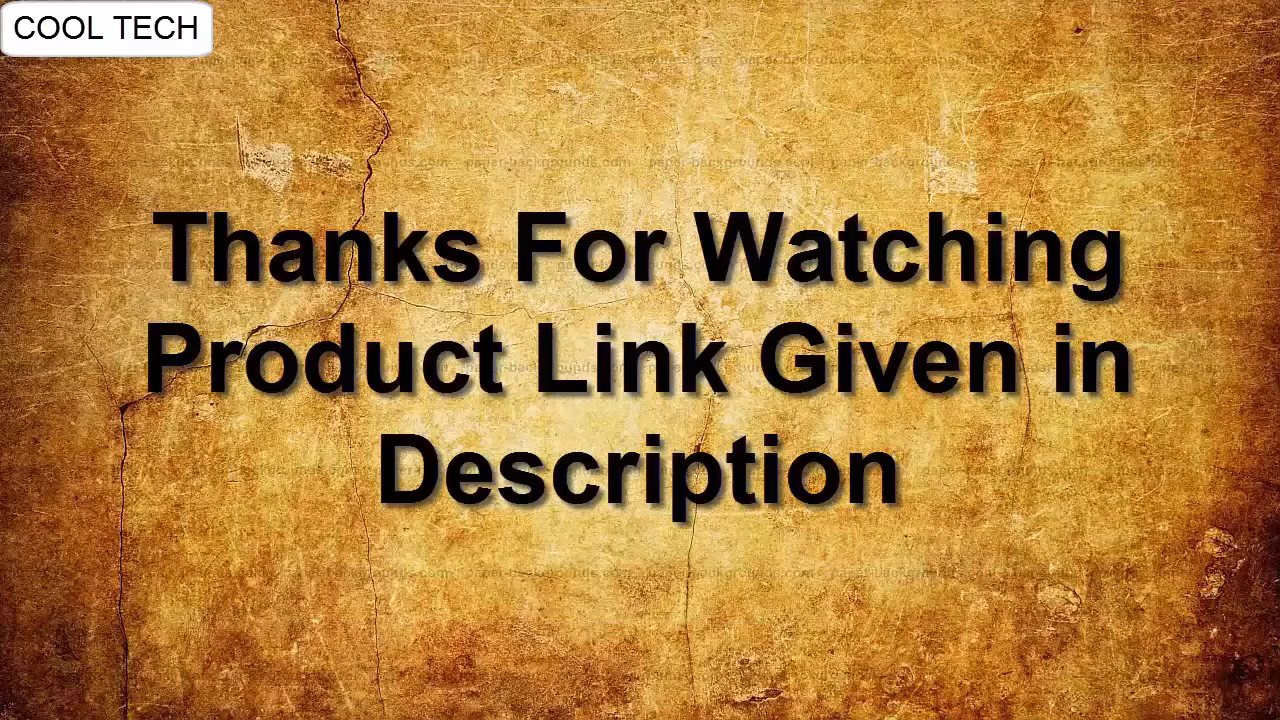 COOL TECH
Thanks For Watching
Product Link Given in
Description